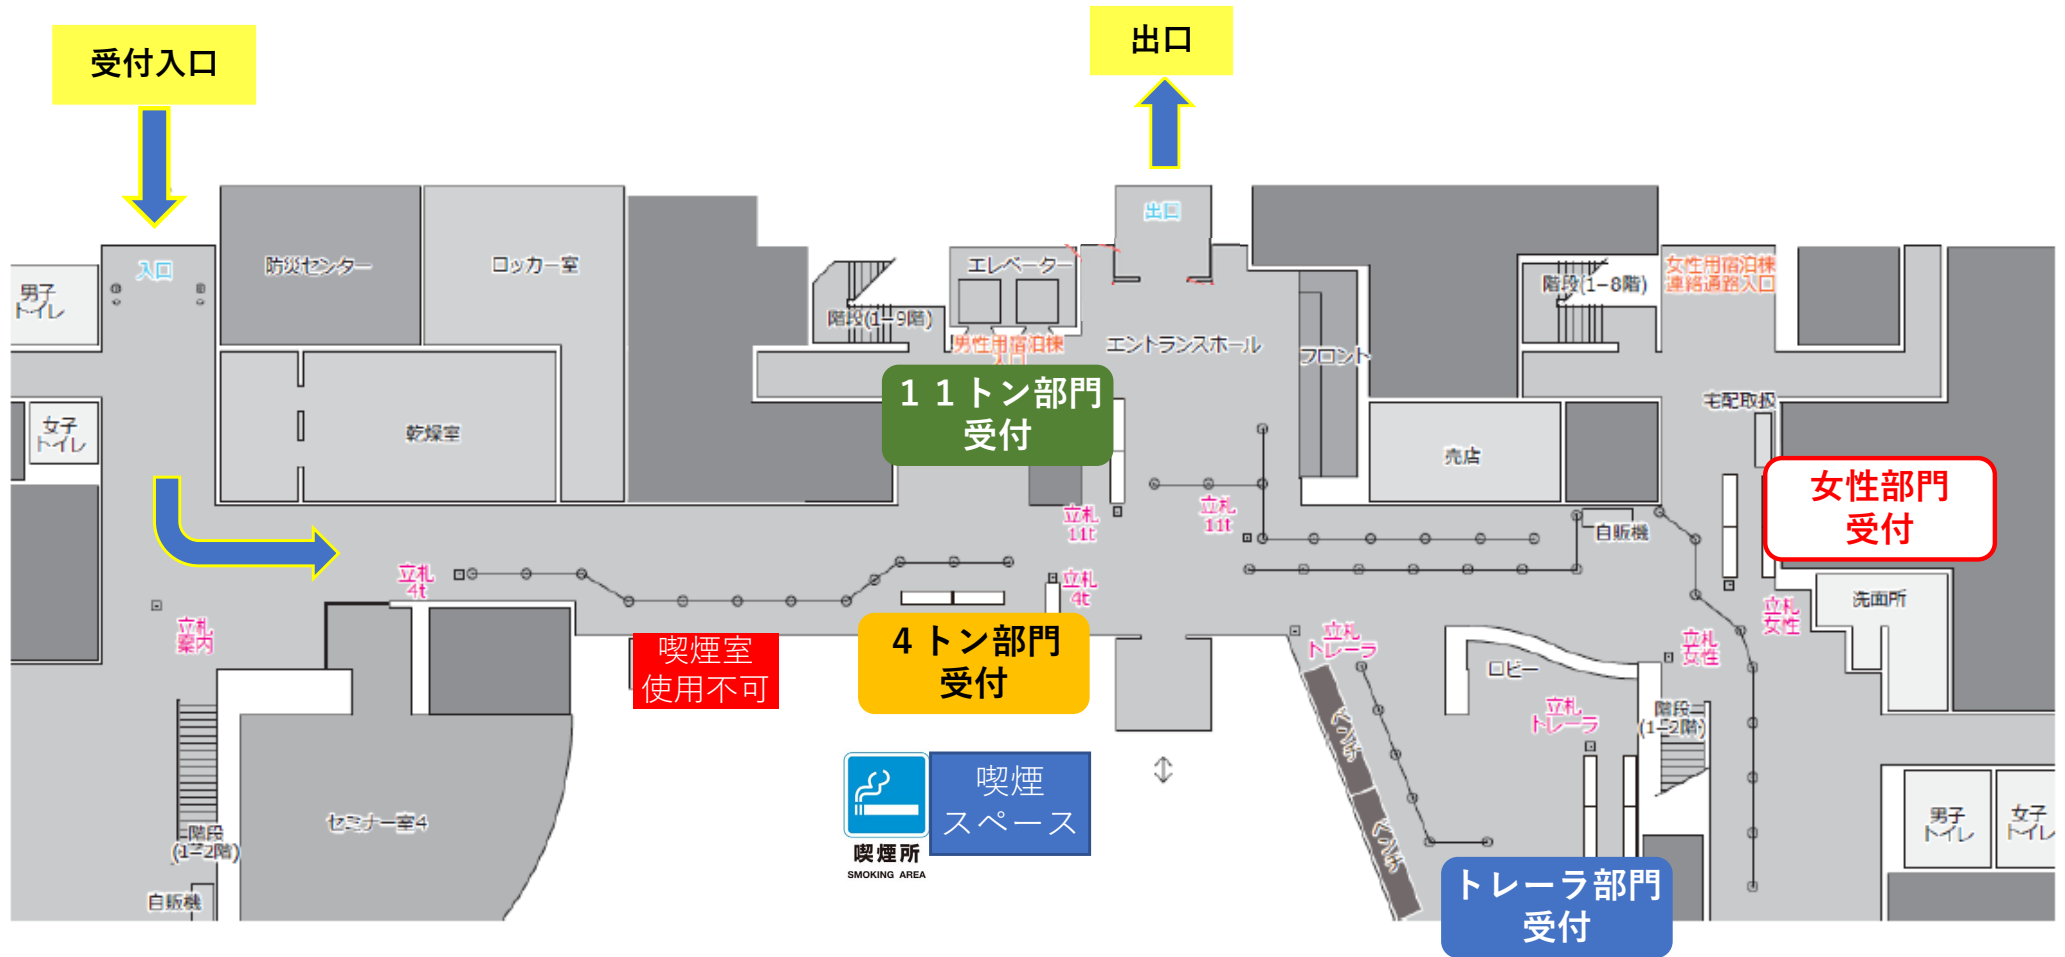 受付入口
出口
出口
入口
防災センター
ロッカー室
エレベーター
男子
トイレ
階段(1-9階)
男性用宿泊棟
入口
エントランスホール
フロント
階段(1-8階)
女性用宿泊棟
連絡通路入口
１１トン部門
受付
宅配取扱
女子
トイレ
乾燥室
売店
女性部門
受付
立札
11t
立札
11t
自販機
立札
4t
立札
4t
洗面所
立札
案内
立札
女性
立札
女性
喫煙室
使用不可
４トン部門
受付
立札
トレーラ
ロビー
立札
トレーラ
階段
(1-2階)
喫煙
スペース
喫煙所
SMOKING AREA
セミナー室4
階段
(1-2階)
男子
トイレ
女子
トイレ
自販機
トレーラ部門
受付